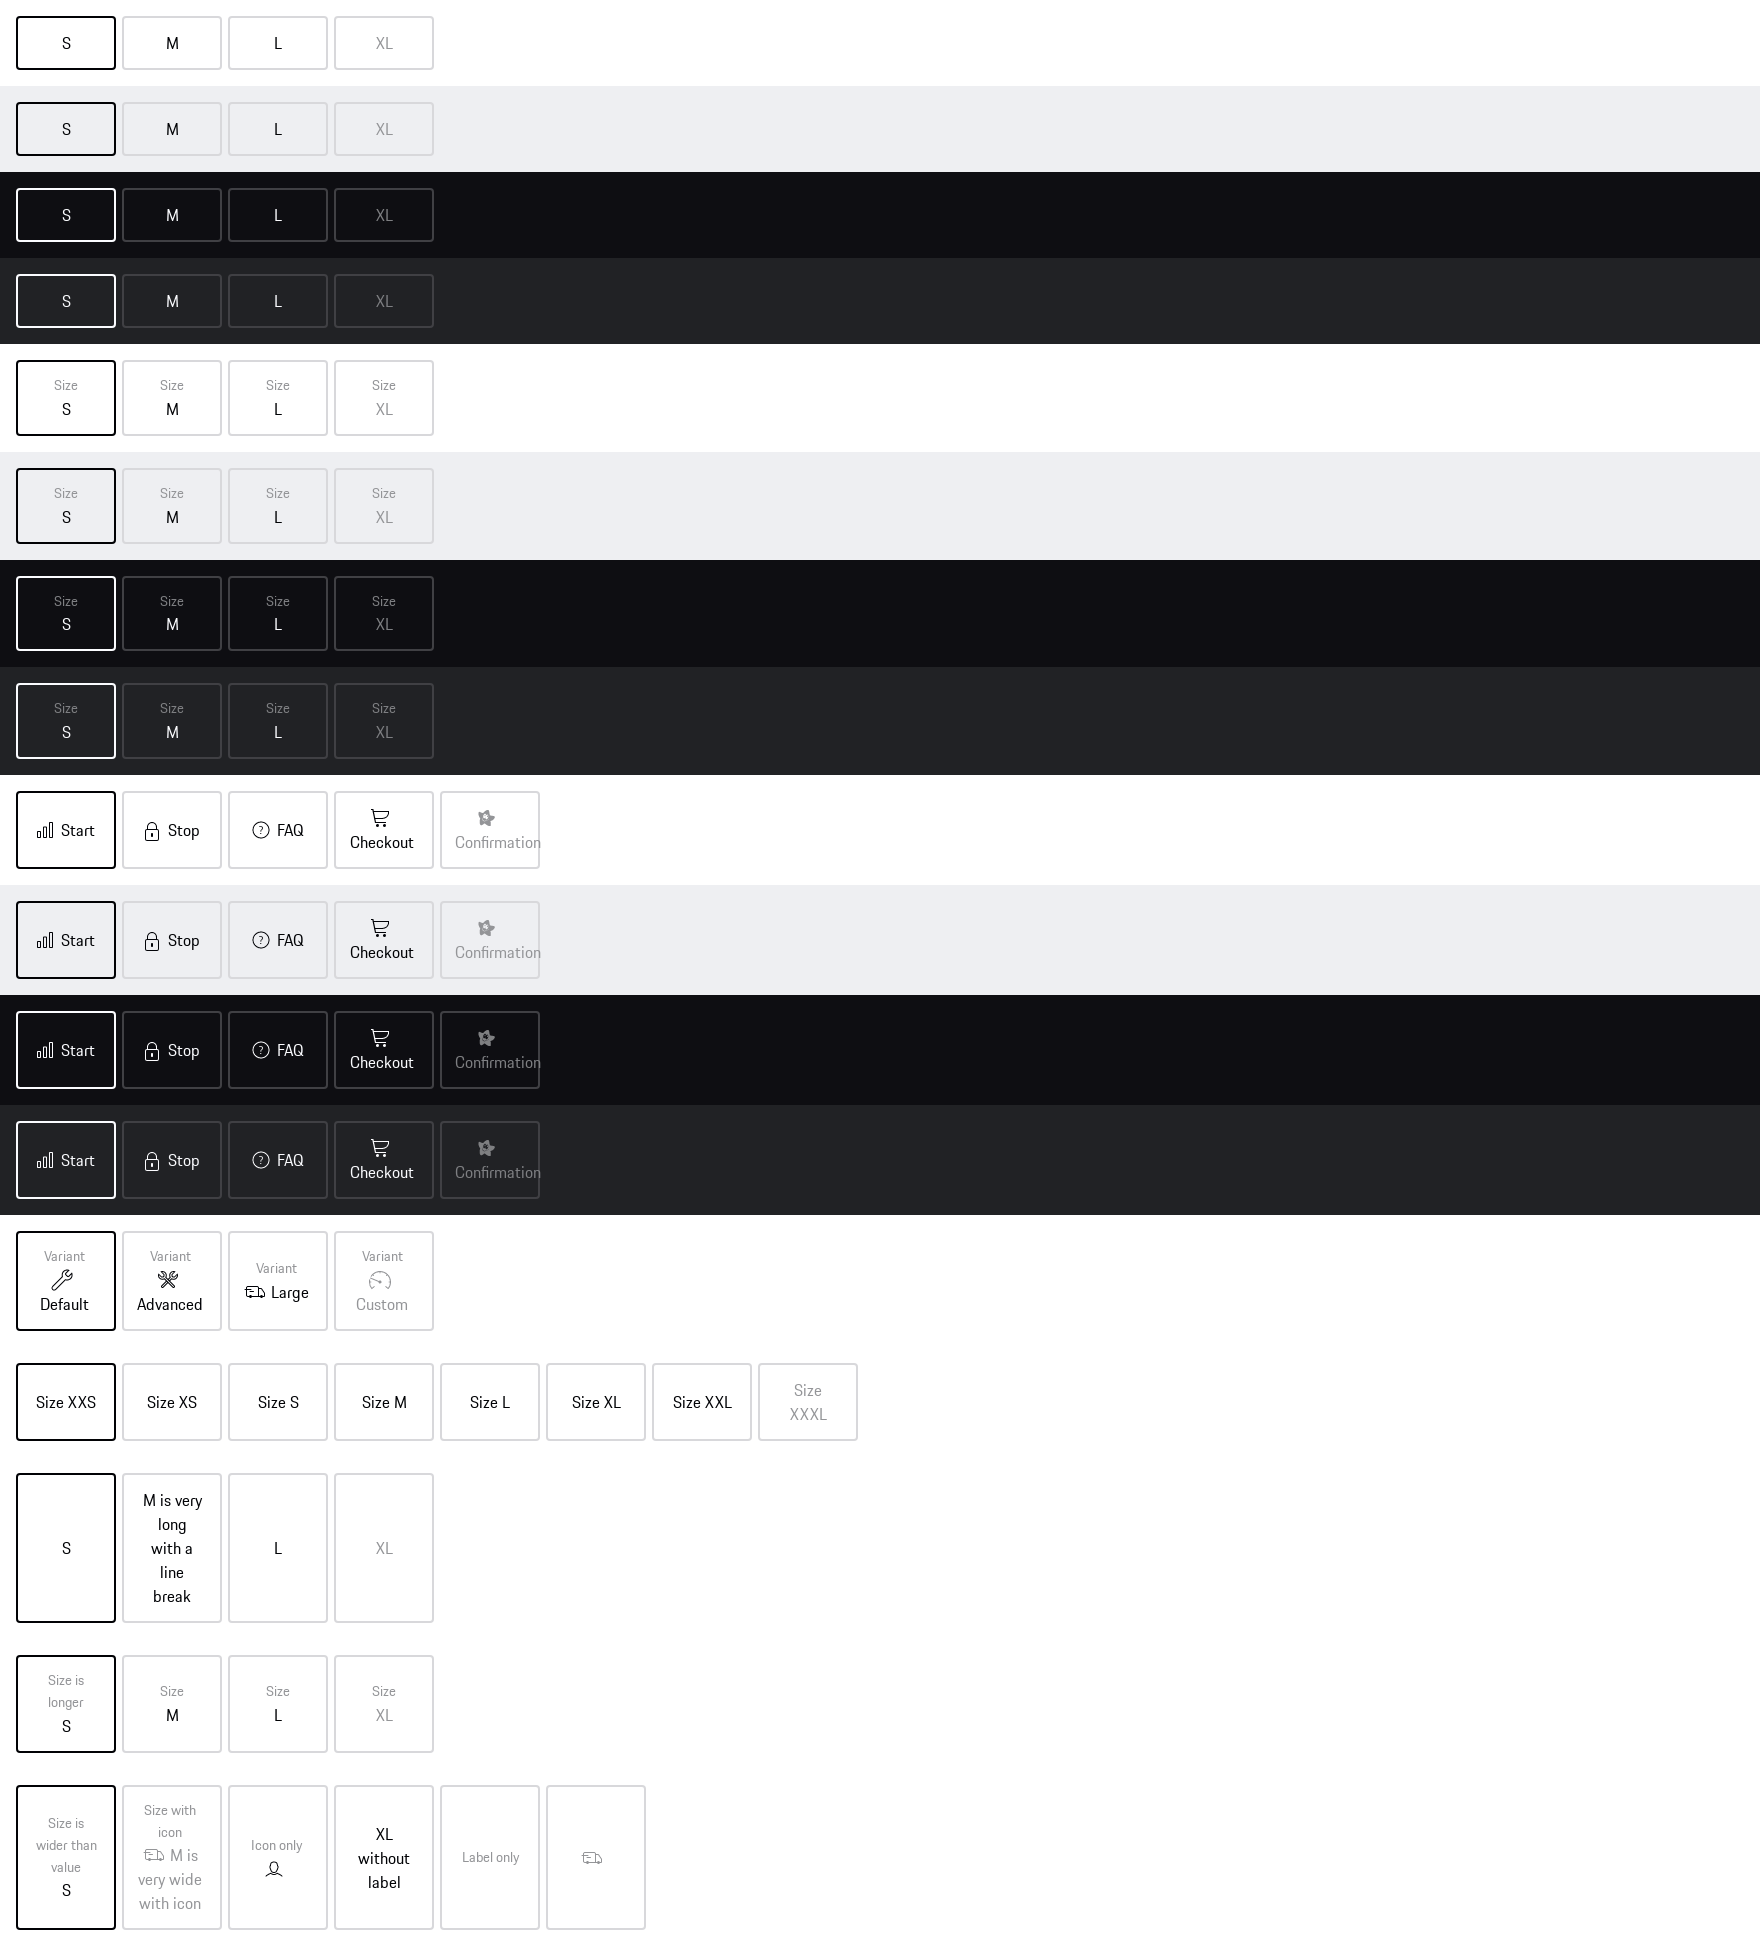 S M L XL
S M L XL
S M L XL
S M L XL
Size Size Size Size
S M L XL
Size Size Size Size
S M L XL
Size Size Size Size
S M L XL
Size Size Size Size
S M L XL
Start Stop FAQ Checkout Confirmation
Start Stop FAQ Checkout Confirmation
Start Stop FAQ Checkout Confirmation
Start Stop FAQ Checkout Confirmation
Variant
Default
Variant
Advanced
Variant
Large
Variant
Custom
Size XXS
Size XS
Size S
Size M
Size L
Size XL
Size XXL
Size
XXXL
S
M is very
long
with a
line
break
L
XL
Size is
longer
S
Size
M
Size
L
Size
XL
Size is
wider than
value
S
Size with
icon
M is
very wide
with icon
Icon only
XL
without
label
Label only